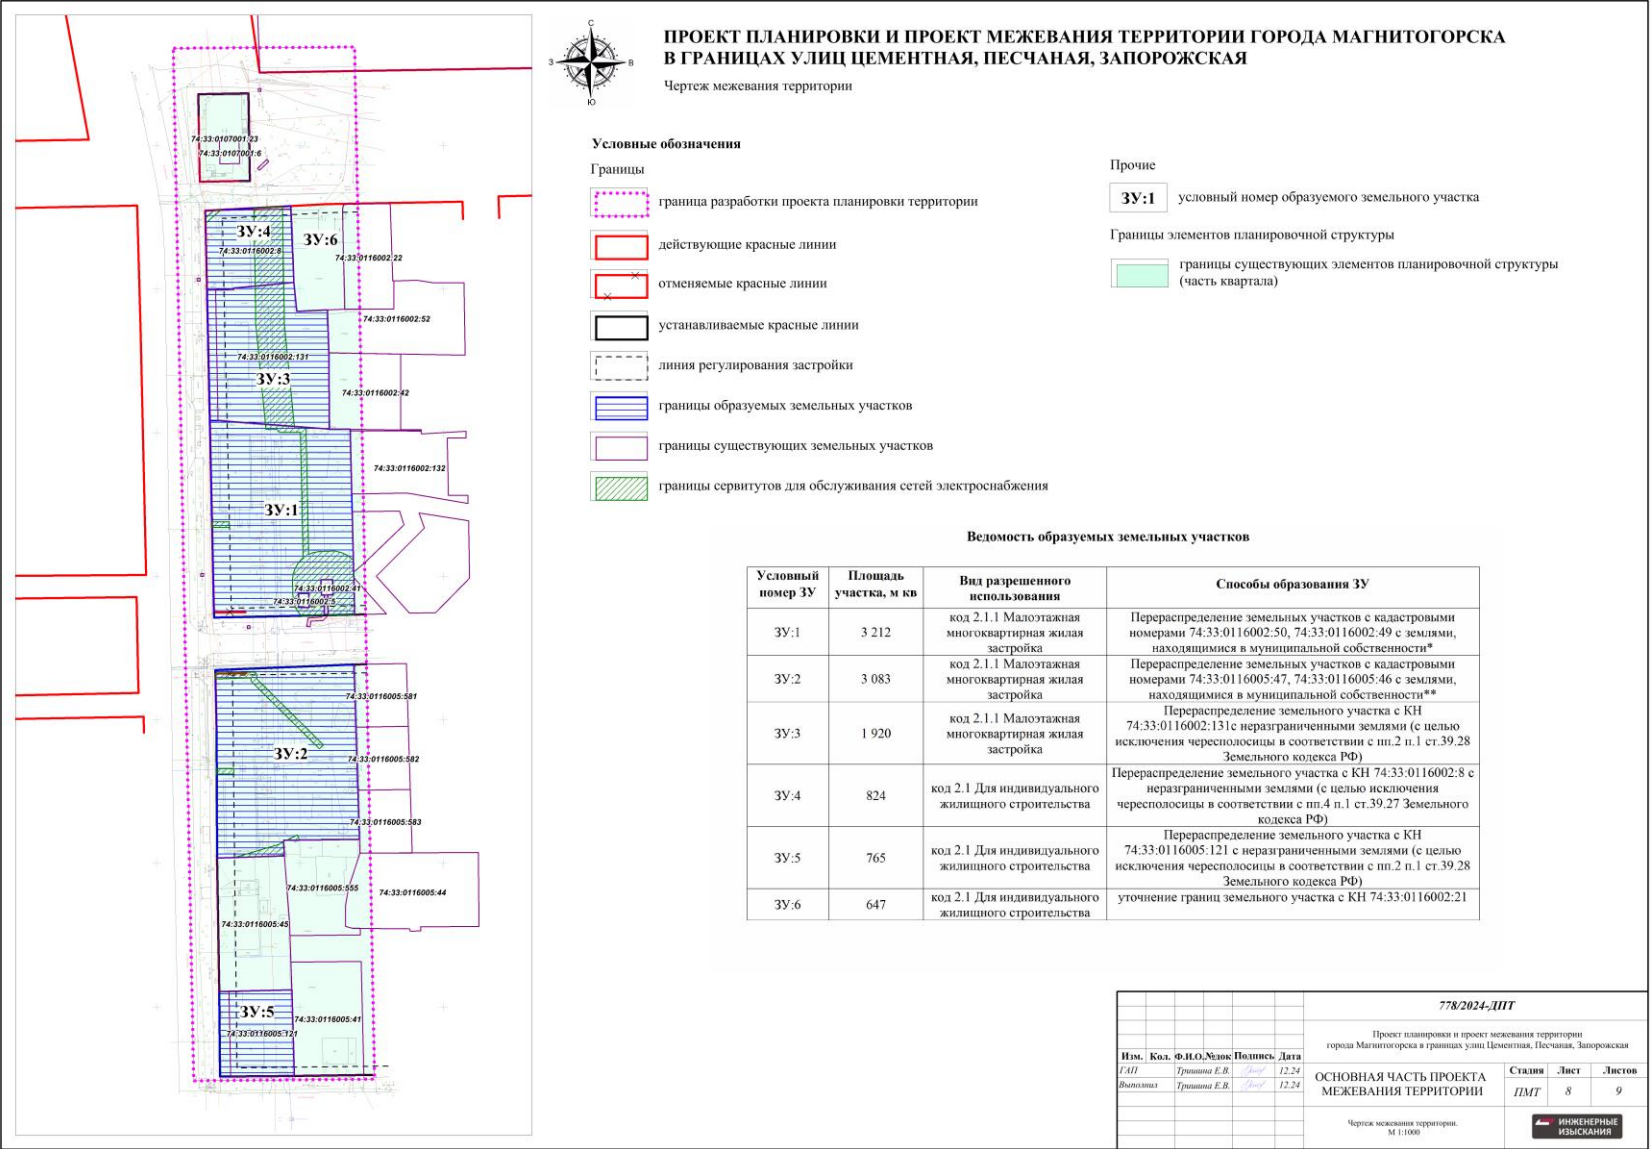 С
З
В
Ю
ПРОЕКТ ПЛАНИРОВКИ И ПРОЕКТ МЕЖЕВАНИЯ ТЕРРИТОРИИ ГОРОДА МАГНИТОГОРСКА
В ГРАНИЦАХ УЛИЦ ЦЕМЕНТНАЯ, ПЕСЧАНАЯ, ЗАПОРОЖСКАЯ
Чертеж межевания территории
Условные обозначения
Границы
граница разработки проекта планировки территории
действующие красные линии
отменяемые красные линии
устанавливаемые красные линии
линия регулирования застройки
границы образуемых земельных участков
границы существующих земельных участков
границы сервитутов для обслуживания сетей электроснабжения
Прочие
ЗУ:1 условный номер образуемого земельного участка
Границы элементов планировочной структуры
границы существующих элементов планировочной структуры
(часть квартала)
74:33:0107001:23
74:33:0107001:6
ЗУ:4
ЗУ:6
74:33:0116002:8
74:33:0116002:22
74:33:0116002:52
74:33:0116002:131
ЗУ:3
74:33:0116002:42
74:33:0116002:132
ЗУ:1
74:33:0116002:41
74:33:0116002:5
74:33:0116005:581
ЗУ:2
74:33:0116005:582
74:33:0116005:583
74:33:0116005:555
74:33:0116005:44
74:33:0116005:45
ЗУ:5
74:33:0116005:41
74:33:0116005:121
Ведомость образуемых земельных участков
Условный номер ЗУ Площадь участка, м кв Вид разрешенного использования Способы образования ЗУ
ЗУ:1 3 212 код 2.1.1 Малоэтажная многоквартирная жилая застройка Перераспределение земельных участков с кадастровыми номерами 74:33:0116002:50, 74:33:0116002:49 с землями, находящимися в муниципальной собственности*
ЗУ:2 3 083 код 2.1.1 Малоэтажная многоквартирная жилая застройка Перераспределение земельных участков с кадастровыми номерами 74:33:0116005:47, 74:33:0116005:46 с землями, находящимися в муниципальной собственности**
ЗУ:3 1 920 код 2.1.1 Малоэтажная многоквартирная жилая застройка Перераспределение земельного участка с КН 74:33:0116002:131с неразграниченными землями (с целью исключения чересполосицы в соответствии с пп.2 п.1 ст.39.28 Земельного кодекса РФ)
ЗУ:4 824 код 2.1 Для индивидуального жилищного строительства Перераспределение земельного участка с КН 74:33:0116002:8 с неразграниченными землями (с целью исключения чересполосицы в соответствии с пп.4 п.1 ст.39.27 Земельного кодекса РФ)
ЗУ:5 765 код 2.1 Для индивидуального жилищного строительства Перераспределение земельного участка с КН 74:33:0116005:121 с неразграниченными землями (с целью исключения чересполосицы в соответствии с пп.2 п.1 ст.39.28 Земельного кодекса РФ)
ЗУ:6 647 код 2.1 Для индивидуального жилищного строительства уточнение границ земельного участка с КН 74:33:0116002:21
778/2024-ДПТ
Проект планировки и проект межевания территории
города Магнитогорска в границах улиц Цементная, Песчаная, Запорожская
Изм. Кол. Ф.И.О. №док Подпись Дата
ГАП Тришина Е.В. 12.24
Выполнил Тришина Е.В. 12.24
ОСНОВНАЯ ЧАСТЬ ПРОЕКТА
МЕЖЕВАНИЯ ТЕРРИТОРИИ
Стадия Лист Листов
ПМТ 8 9
Чертеж межевания территории.
М 1:1000
ИНЖЕНЕРНЫЕ
ИЗЫСКАНИЯ